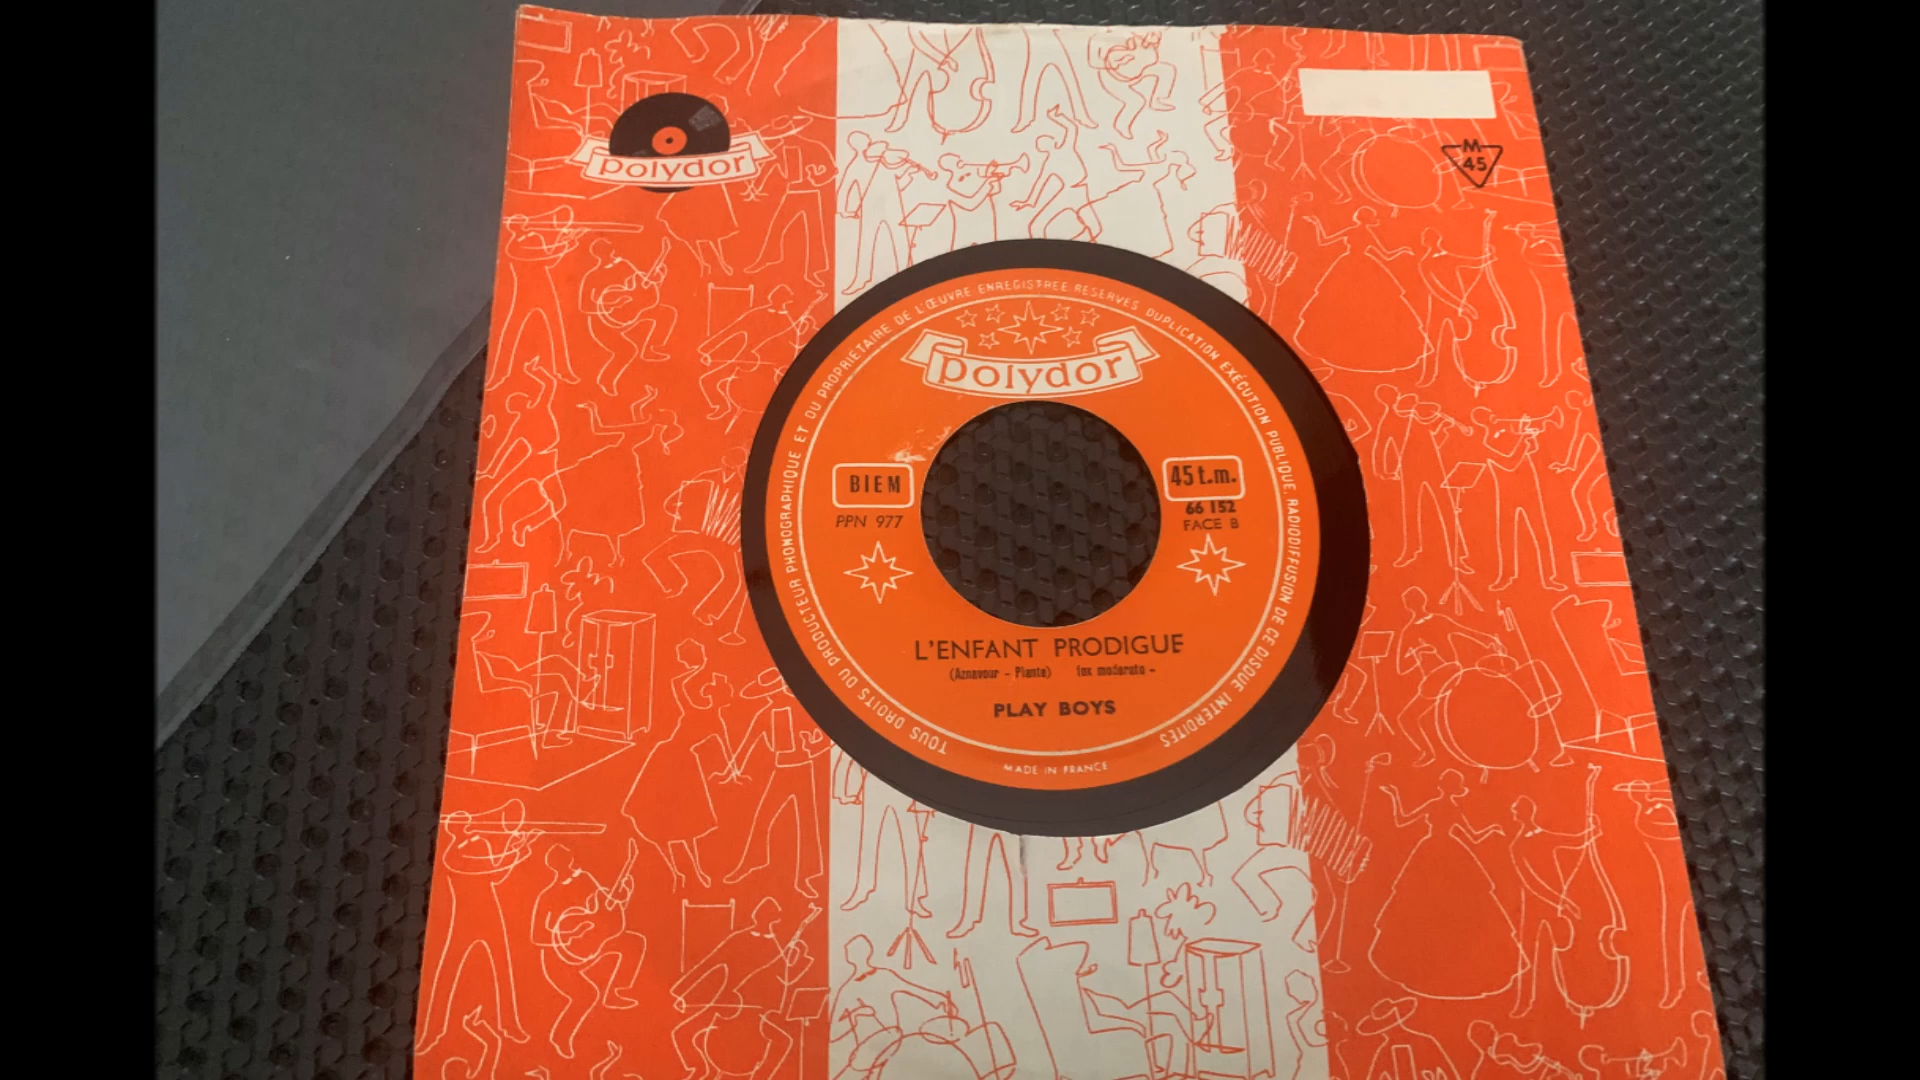 polydor
M
45
TOUS DROITS DU PRODUCTEUR PHONOGRAPHIQUE ET DU PROPRIETAIRE DE L'ŒUVRE ENREGISTREE RESERVES DUPLICATION EXECUTION PUBLIQUE, RADIODIFFUSION DE CE DISQUE INTERDITES
polydor
BIEM
45 t.m.
PPN 977
66 152
FACE B
L'ENFANT PRODIGUE
(Aznavour - Plante) fox moderato -
PLAY BOYS
MADE IN FRANCE